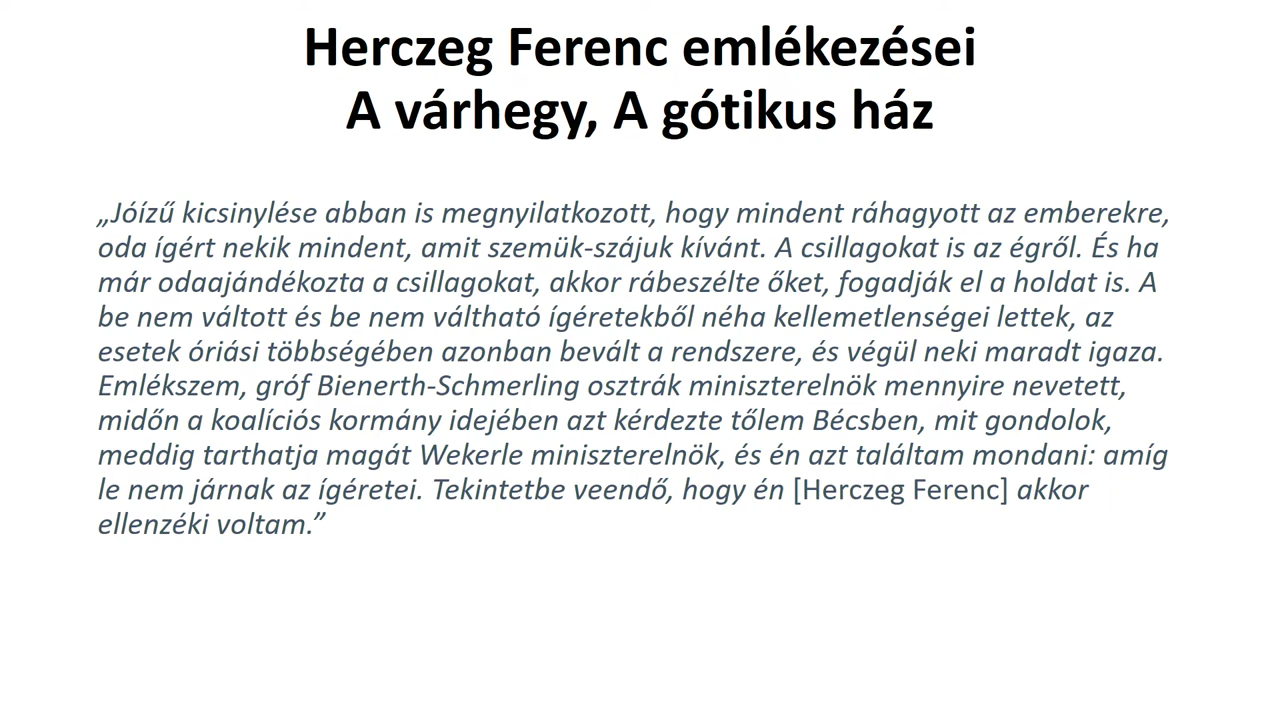 Herczeg Ferenc emlékezései
A várhegy, A gótikus ház
„Jóízű kicsinylése abban is megnyilatkozott, hogy mindent ráhagyott az emberekre,
oda ígért nekik mindent, amit szemük-szájuk kívánt. A csillagokat is az égről. És ha
már odaajándékozta a csillagokat, akkor rábeszélte őket, fogadják el a holdat is. A
be nem váltott és be nem váltható ígéretekből néha kellemetlenségei lettek, az
esetek óriási többségében azonban bevált a rendszere, és végül neki maradt igaza.
Emlékszem, gróf Bienerth-Schmerling osztrák miniszterelnök mennyire nevetett,
midőn a koalíciós kormány idejében azt kérdezte tőlem Bécsben, mit gondolok,
meddig tarthatja magát Wekerle miniszterelnök, és én azt találtam mondani: amíg
le nem járnak az ígéretei. Tekintetbe veendő, hogy én [Herczeg Ferenc] akkor
ellenzéki voltam.”